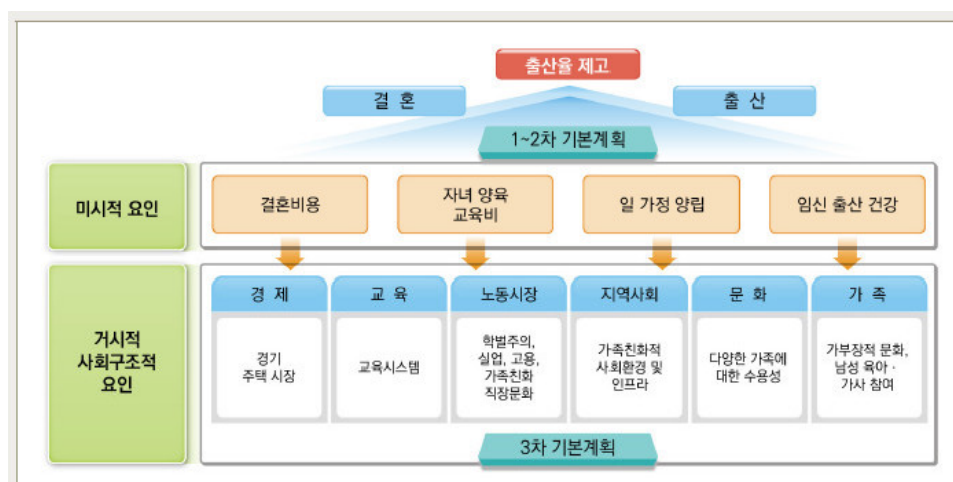 출산율 제고
결 혼
출 산
1~2차 기본계획
미시적 요인
결혼비용
자녀 양육
교육비
일 가정 양립
임신 출산 건강
거시적
사회구조적
요인
경 제
교 육
노동시장
지역사회
문 화
가 족
경기
주택 시장
교육시스템
학벌주의,
실업, 고용,
가족친화
직장문화
가족친화적
사회환경 및
인프라
다양한 가족에
대한 수용성
가부장적 문화,
남성 육아 ·
가사 참여
3차 기본계획